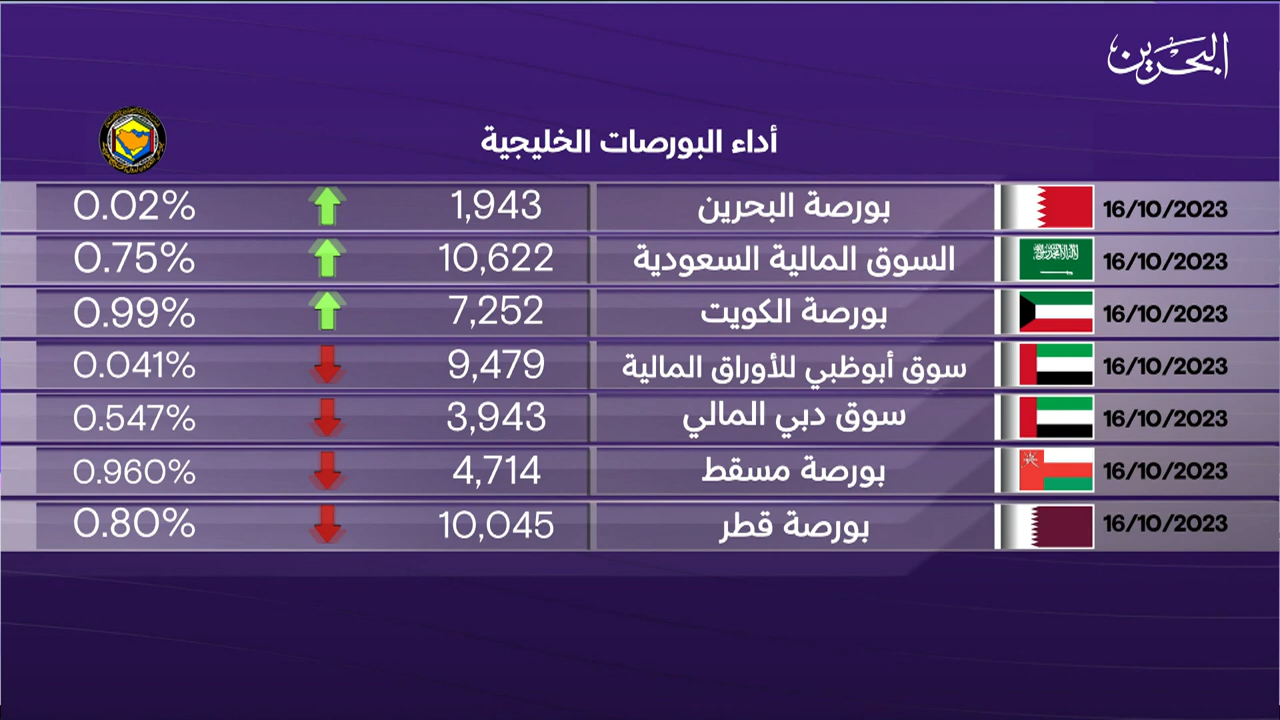 البحرين
أداء البورصات الخليجية
16/10/2023 بورصة البحرين 1,943 0.02%
16/10/2023 السوق المالية السعودية 10,622 0.75%
16/10/2023 بورصة الكويت 7,252 0.99%
16/10/2023 سوق أبوظبي للأوراق المالية 9,479 0.041%
16/10/2023 سوق دبي المالي 3,943 0.547%
16/10/2023 بورصة مسقط 4,714 0.960%
16/10/2023 بورصة قطر 10,045 0.80%